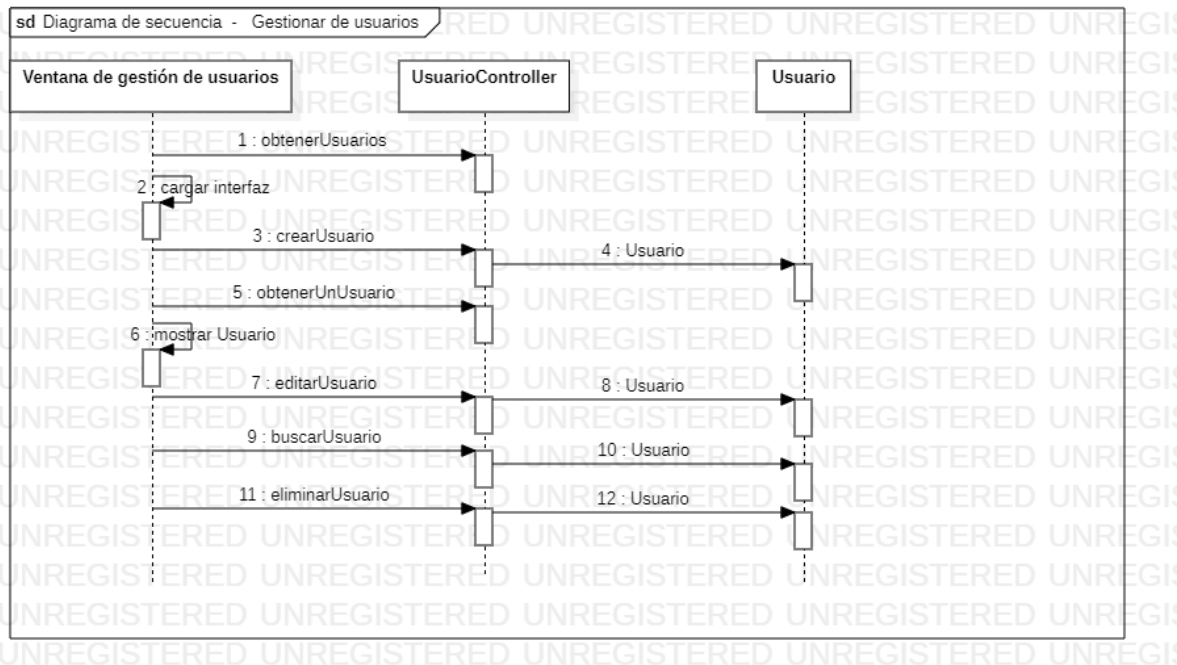 sd Diagrama de secuencia - Gestionar de usuarios
Ventana de gestión de usuarios
UsuarioController
Usuario
1 : obtenerUsuarios
2 : cargar interfaz
3 : crearUsuario
4 : Usuario
5 : obtenerUnUsuario
6 : mostrar Usuario
7 : editarUsuario
8 : Usuario
9 : buscarUsuario
10 : Usuario
11 : eliminarUsuario
12 : Usuario
UNREGISTERED